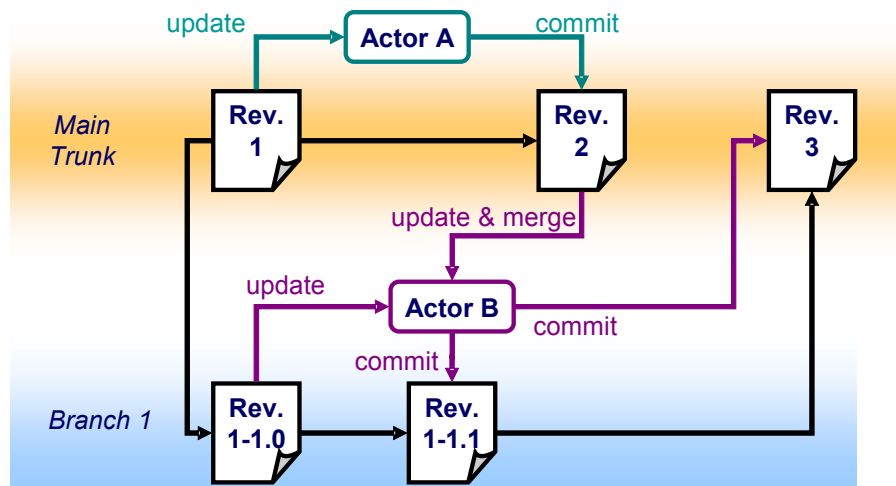 update
Actor A
commit
Main
Trunk
Rev.
1
Rev.
2
Rev.
3
update & merge
update
Actor B
commit
commit
Branch 1
Rev.
1-1.0
Rev.
1-1.1